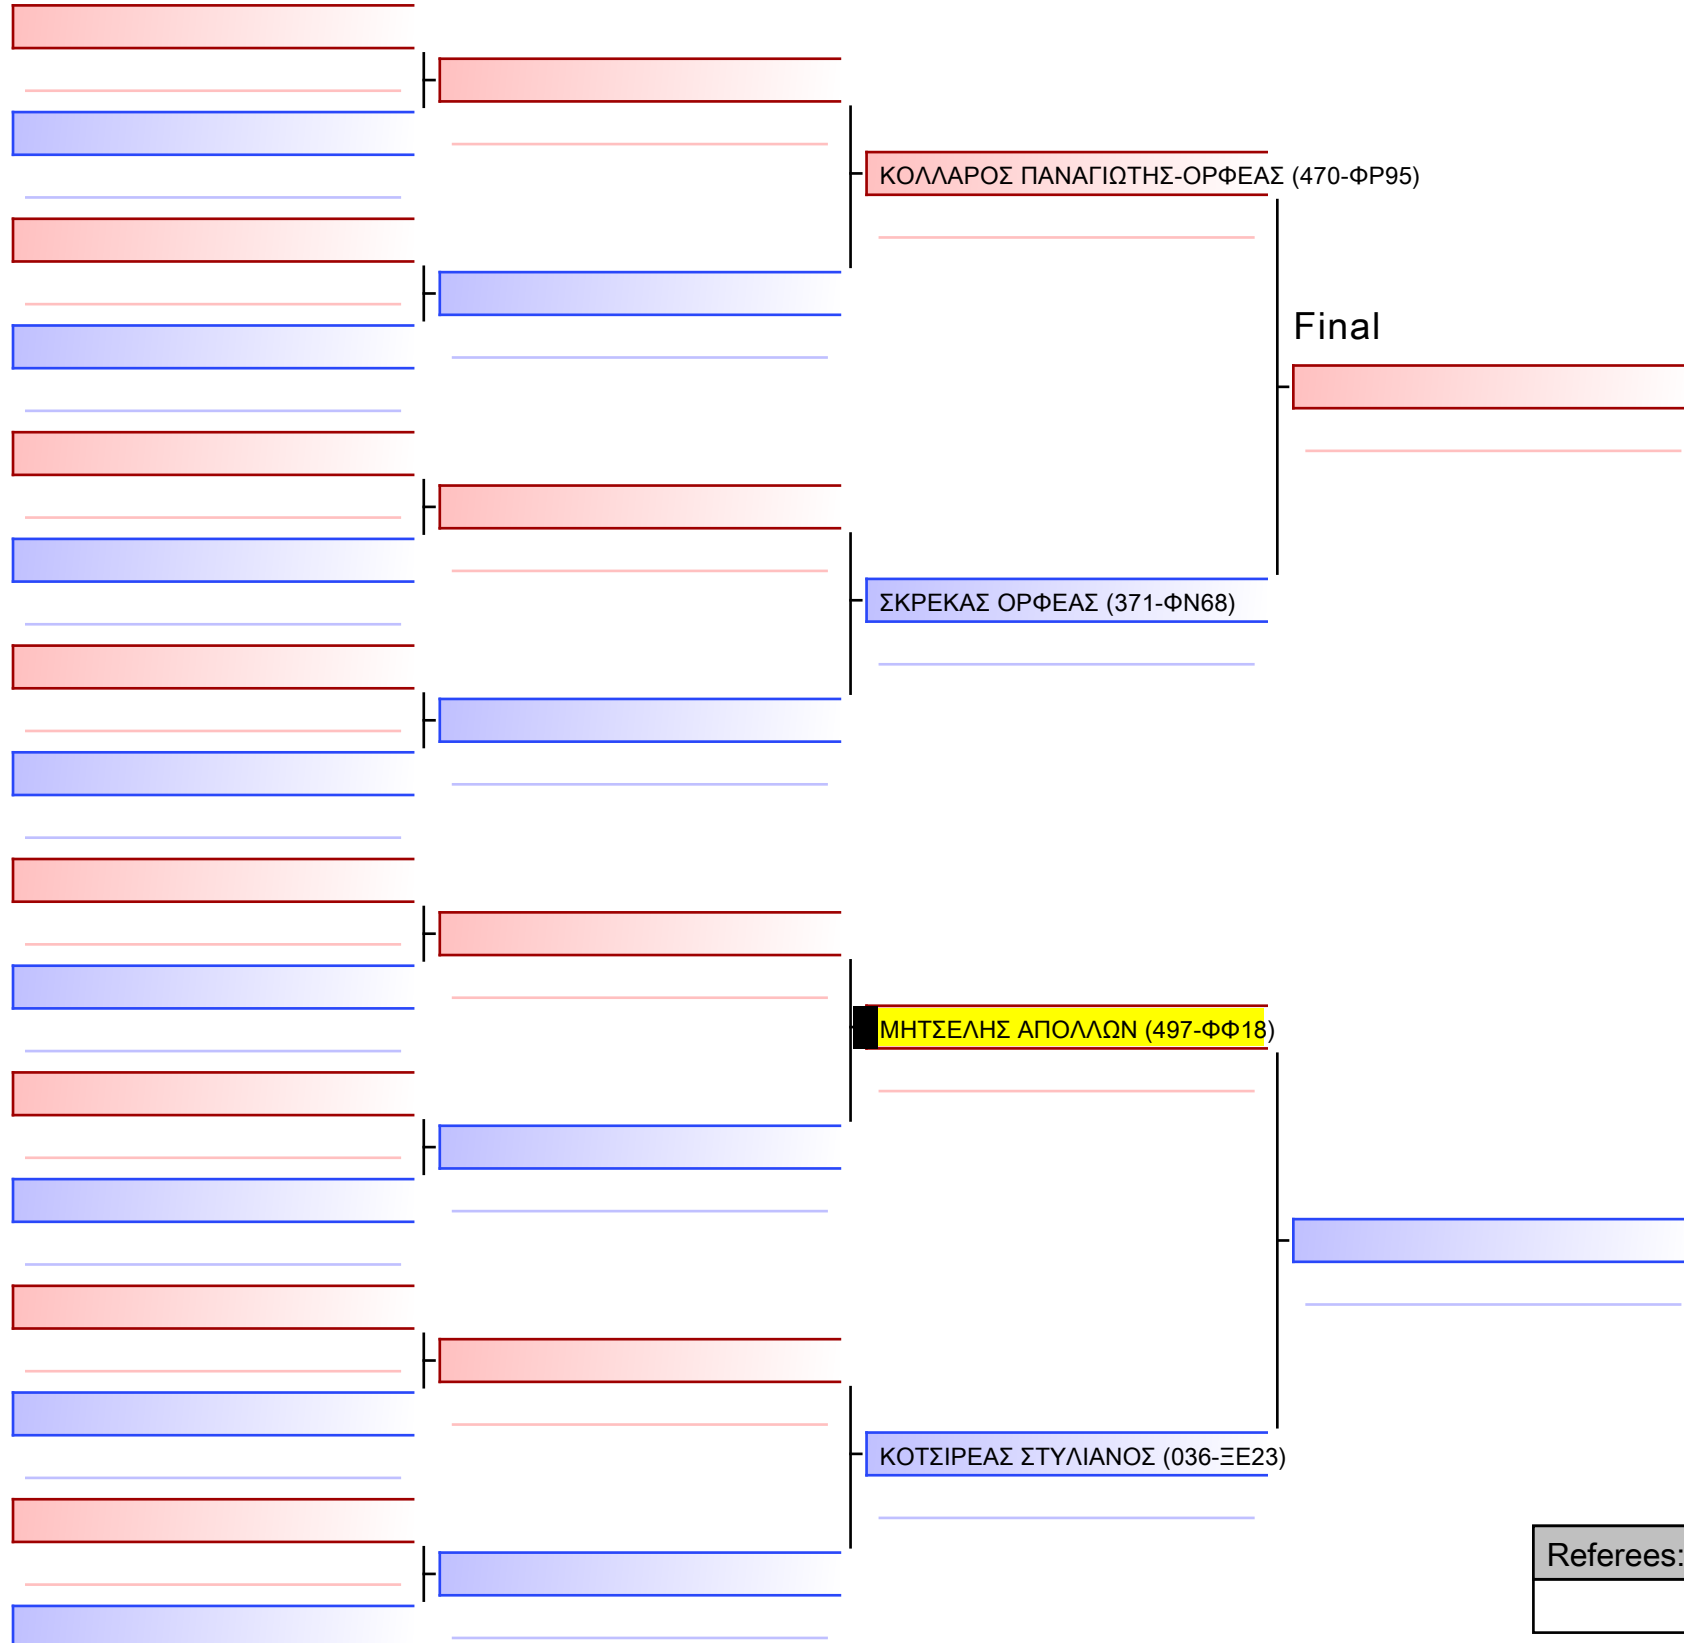 ΚΟΛΛΑΡΟΣ ΠΑΝΑΓΙΩΤΗΣ-ΟΡΦΕΑΣ (470-ΦΡ95)
Final
ΣΚΡΕΚΑΣ ΟΡΦΕΑΣ (371-ΦΝ68)
ΜΗΤΣΕΛΗΣ ΑΠΟΛΛΩΝ (497-ΦΦ18)
ΚΟΤΣΙΡΕΑΣ ΣΤΥΛΙΑΝΟΣ (036-ΞΕ23)
Referees: